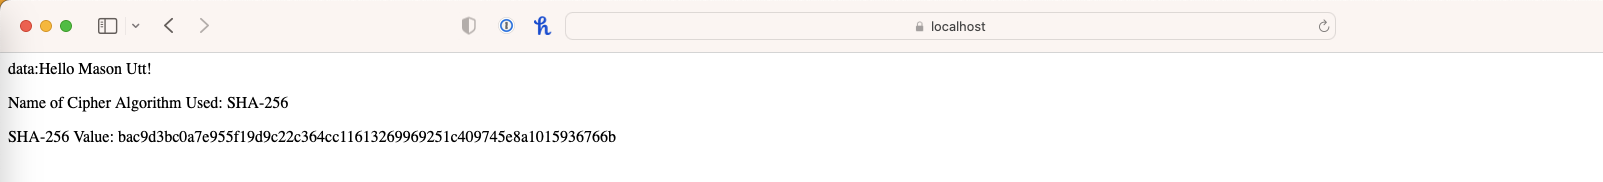 localhost
data:Hello Mason Utt!
Name of Cipher Algorithm Used: SHA-256
SHA-256 Value: bac9d3bc0a7e955f19d9c22c364cc11613269969251c409745e8a1015936766b